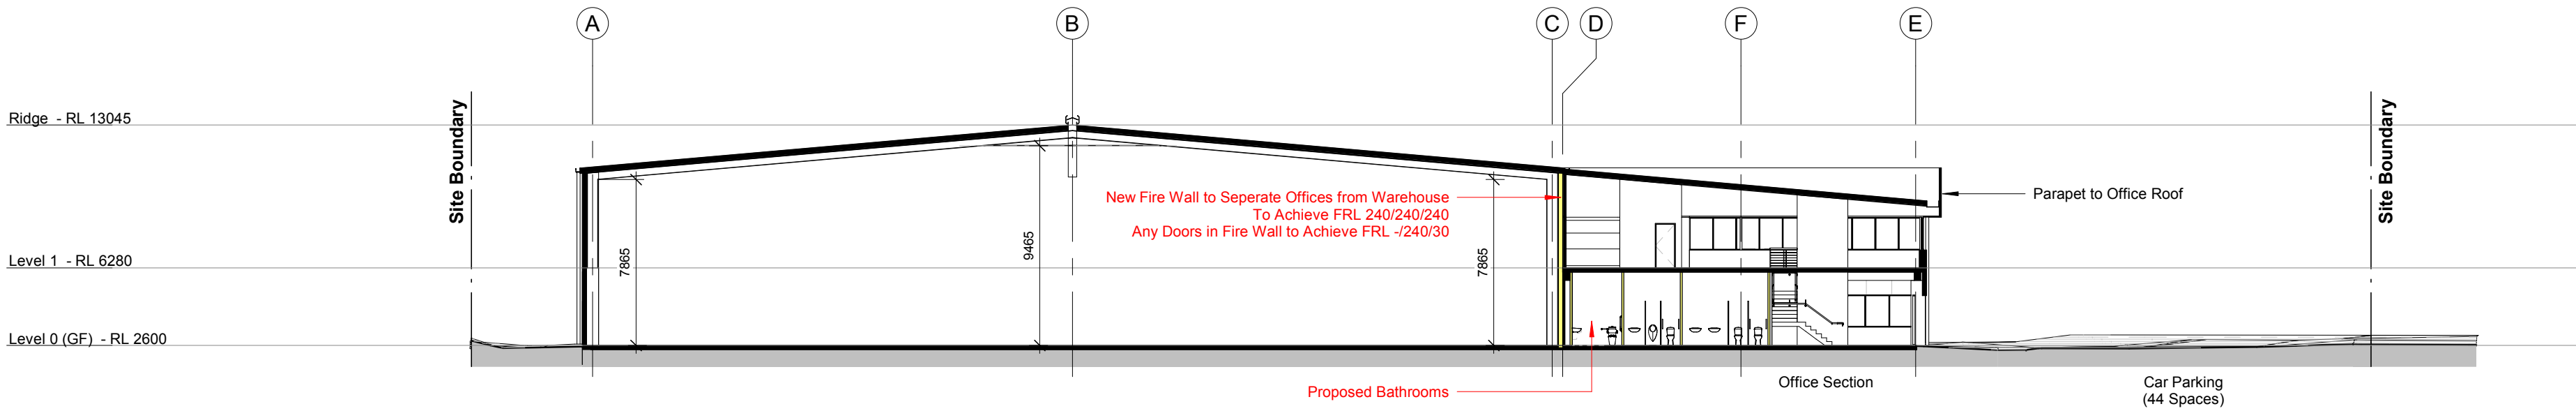 A
B
C
D
F
E
Ridge - RL 13045
Site Boundary
Site Boundary
New Fire Wall to Seperate Offices from Warehouse
To Achieve FRL 240/240/240
Any Doors in Fire Wall to Achieve FRL -/240/30
Parapet to Office Roof
Level 1 - RL 6280
7865
9465
7865
Level 0 (GF) - RL 2600
Proposed Bathrooms
Office Section
Car Parking
(44 Spaces)